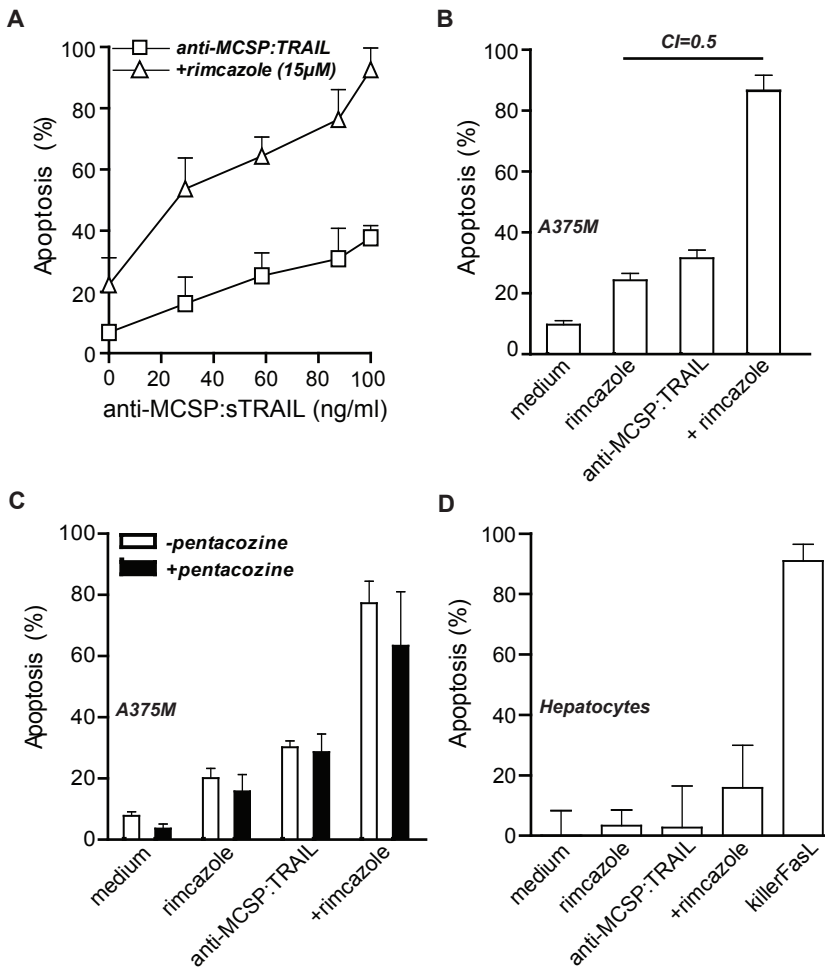 A
anti-MCSP:TRAIL
+rimcazole (15µM)
Apoptosis (%)
100
80
60
40
20
0
0 20 40 60 80 100
anti-MCSP:sTRAIL (ng/ml)
B
CI=0.5
A375M
Apoptosis (%)
100
80
60
40
20
0
medium
rimcazole
anti-MCSP:TRAIL
+ rimcazole
C
-pentacozine
+pentacozine
A375M
Apoptosis (%)
100
80
60
40
20
0
medium
rimcazole
anti-MCSP:TRAIL
+rimcazole
D
Hepatocytes
Apoptosis (%)
100
80
60
40
20
0
medium
rimcazole
anti-MCSP:TRAIL
+rimcazole
killerFasL